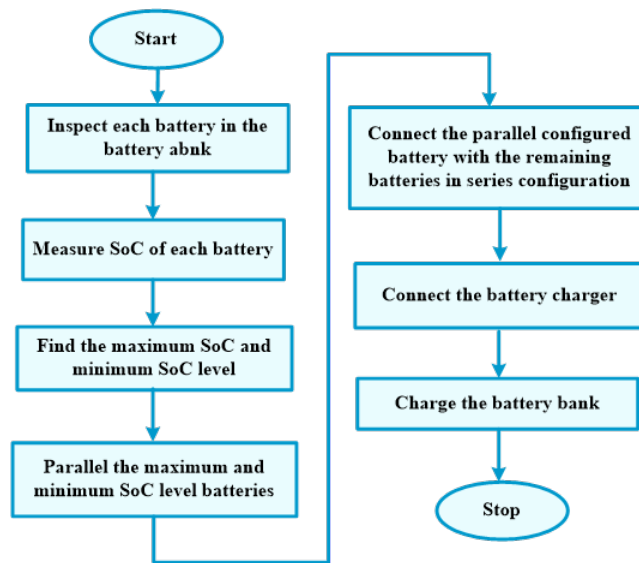 Start
Inspect each battery in the
battery abnk
Measure SoC of each battery
Find the maximum SoC and
minimum SoC level
Parallel the maximum and
minimum SoC level batteries
Connect the parallel configured
battery with the remaining
batteries in series configuration
Connect the battery charger
Charge the battery bank
Stop